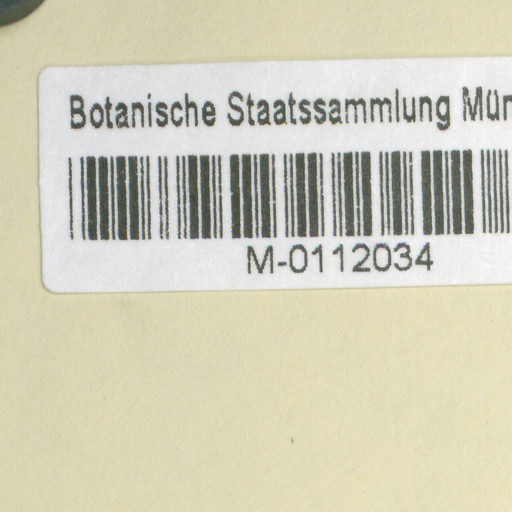 Botanische Staatssammlung Mün
M-0112034